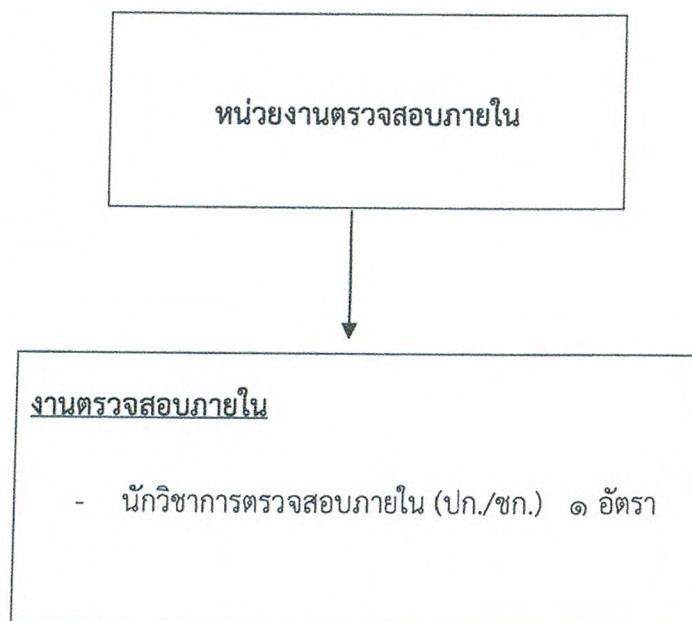 หน่วยงานตรวจสอบภายใน
งานตรวจสอบภายใน
- นักวิชาการตรวจสอบภายใน (ปก./ชก.) ๑ อัตรา